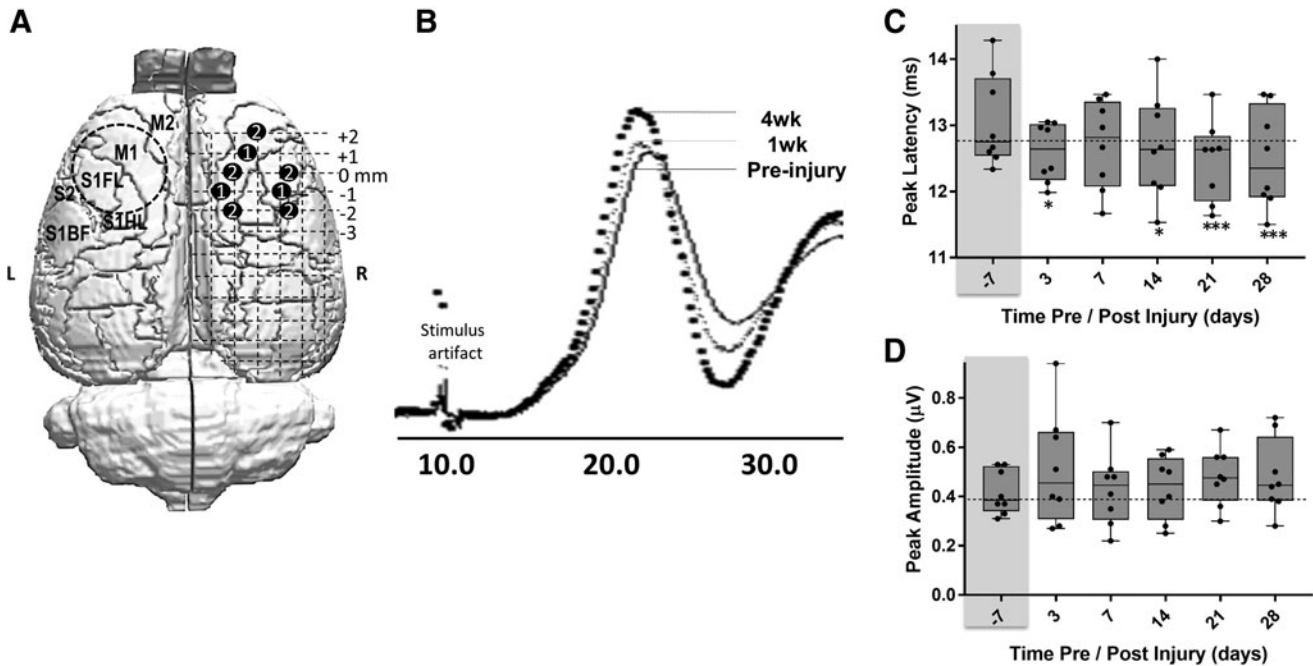 A
M2
M1
S1FL
S2
S1HL
S1BF
L
R
2
1
2
2
1
1
2
2
+2
+1
0 mm
-1
-2
-3
B
4wk
1wk
Pre-injury
Stimulus
artifact
10.0
20.0
30.0
C
Peak Latency (ms)
14
13
12
11
* * *** ***
-7 3 7 14 21 28
Time Pre / Post Injury (days)
D
Peak Amplitude (µV)
0.8
0.6
0.4
0.2
0.0
-7 3 7 14 21 28
Time Pre / Post Injury (days)